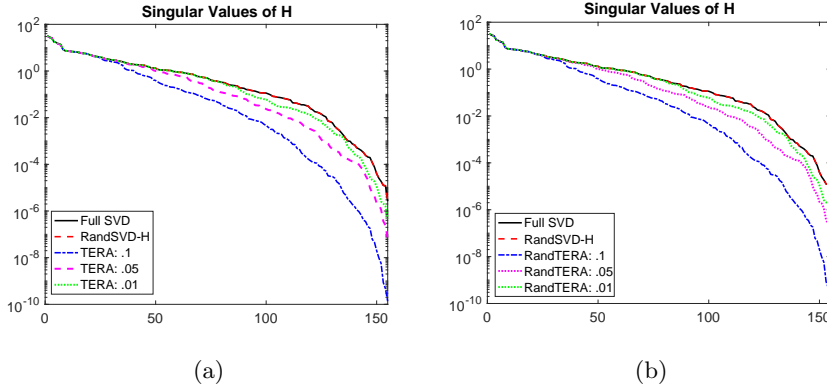 Singular Values of H
10^2
10^0
10^-2
10^-4
10^-6
10^-8
10^-10
Full SVD
RandSVD-H
TERA: .1
TERA: .05
TERA: .01
0 50 100 150
(a)
Singular Values of H
10^2
10^0
10^-2
10^-4
10^-6
10^-8
10^-10
Full SVD
RandSVD-H
RandTERA: .1
RandTERA: .05
RandTERA: .01
0 50 100 150
(b)